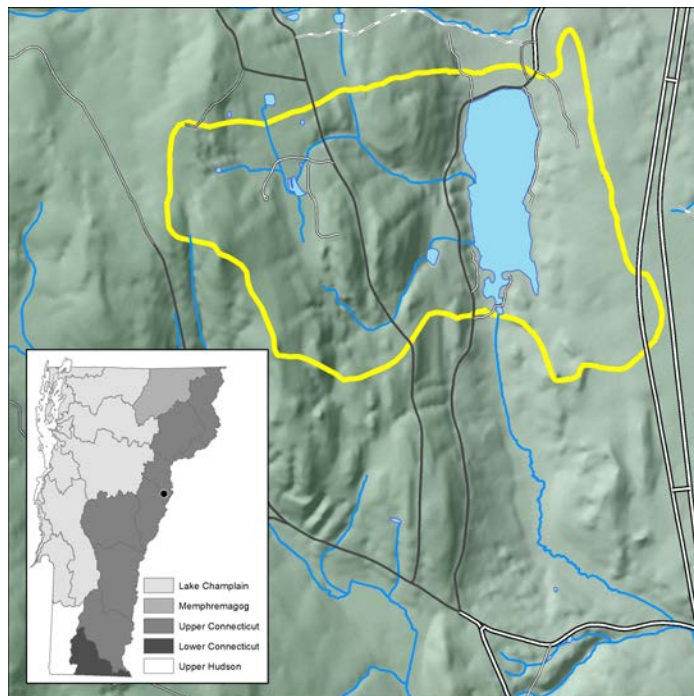 Lake Champlain
Memphremagog
Upper Connecticut
Lower Connecticut
Upper Hudson